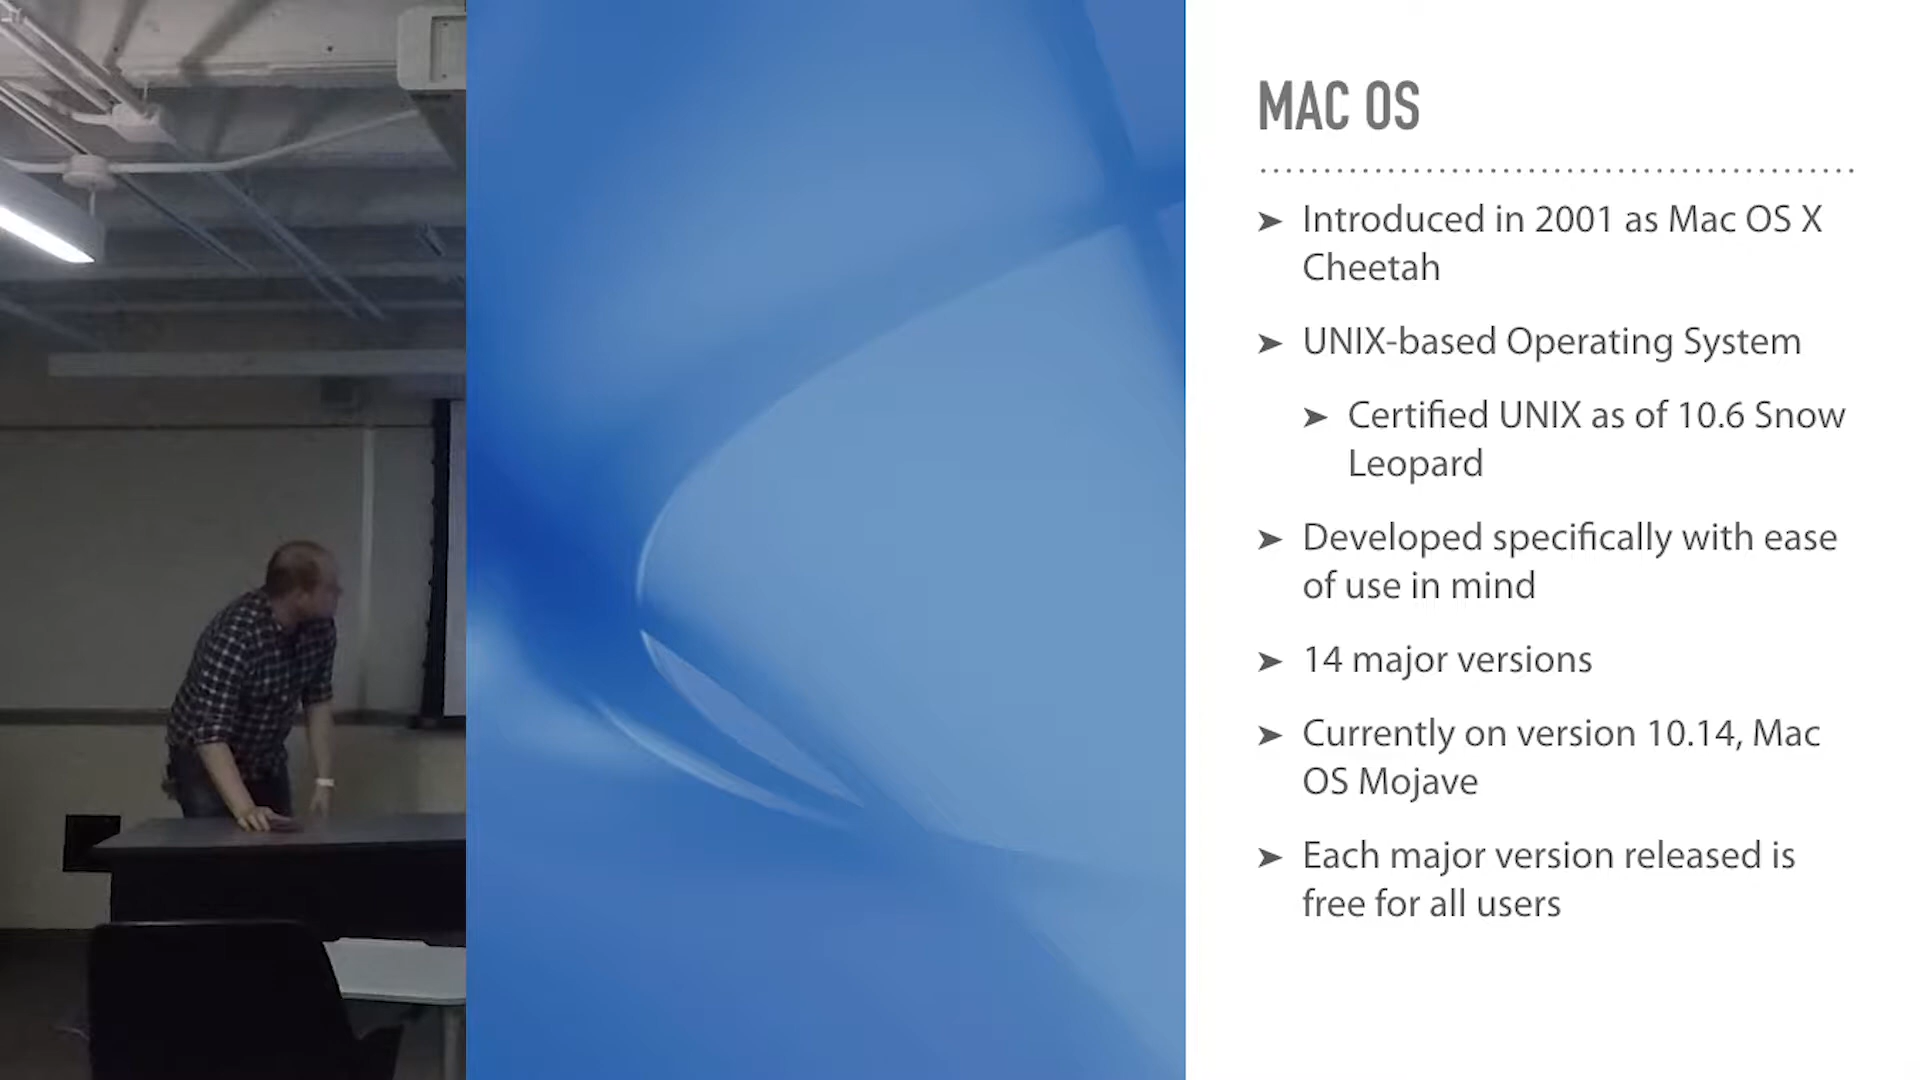 MAC OS
➤ Introduced in 2001 as Mac OS X
Cheetah
➤ UNIX-based Operating System
➤ Certified UNIX as of 10.6 Snow
Leopard
➤ Developed specifically with ease
of use in mind
➤ 14 major versions
➤ Currently on version 10.14, Mac
OS Mojave
➤ Each major version released is
free for all users